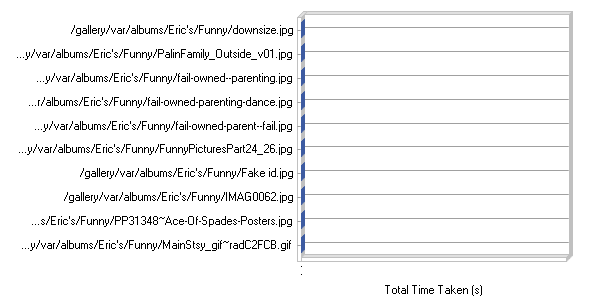 /gallery/var/albums/Eric's/Funny/downsize.jpg
...y/var/albums/Eric's/Funny/PalinFamily_Outside_v01.jpg
...y/var/albums/Eric's/Funny/fail-owned--parenting.jpg
...r/albums/Eric's/Funny/fail-owned-parenting-dance.jpg
...y/var/albums/Eric's/Funny/fail-owned-parent--fail.jpg
...y/var/albums/Eric's/Funny/FunnyPicturesPart24_26.jpg
/gallery/var/albums/Eric's/Funny/Fake id.jpg
/gallery/var/albums/Eric's/Funny/IMAG0062.jpg
...s/Eric's/Funny/PP31348~Ace-Of-Spades-Posters.jpg
...y/var/albums/Eric's/Funny/MainStsy_gif~radC2FCB.gif
Total Time Taken (s)